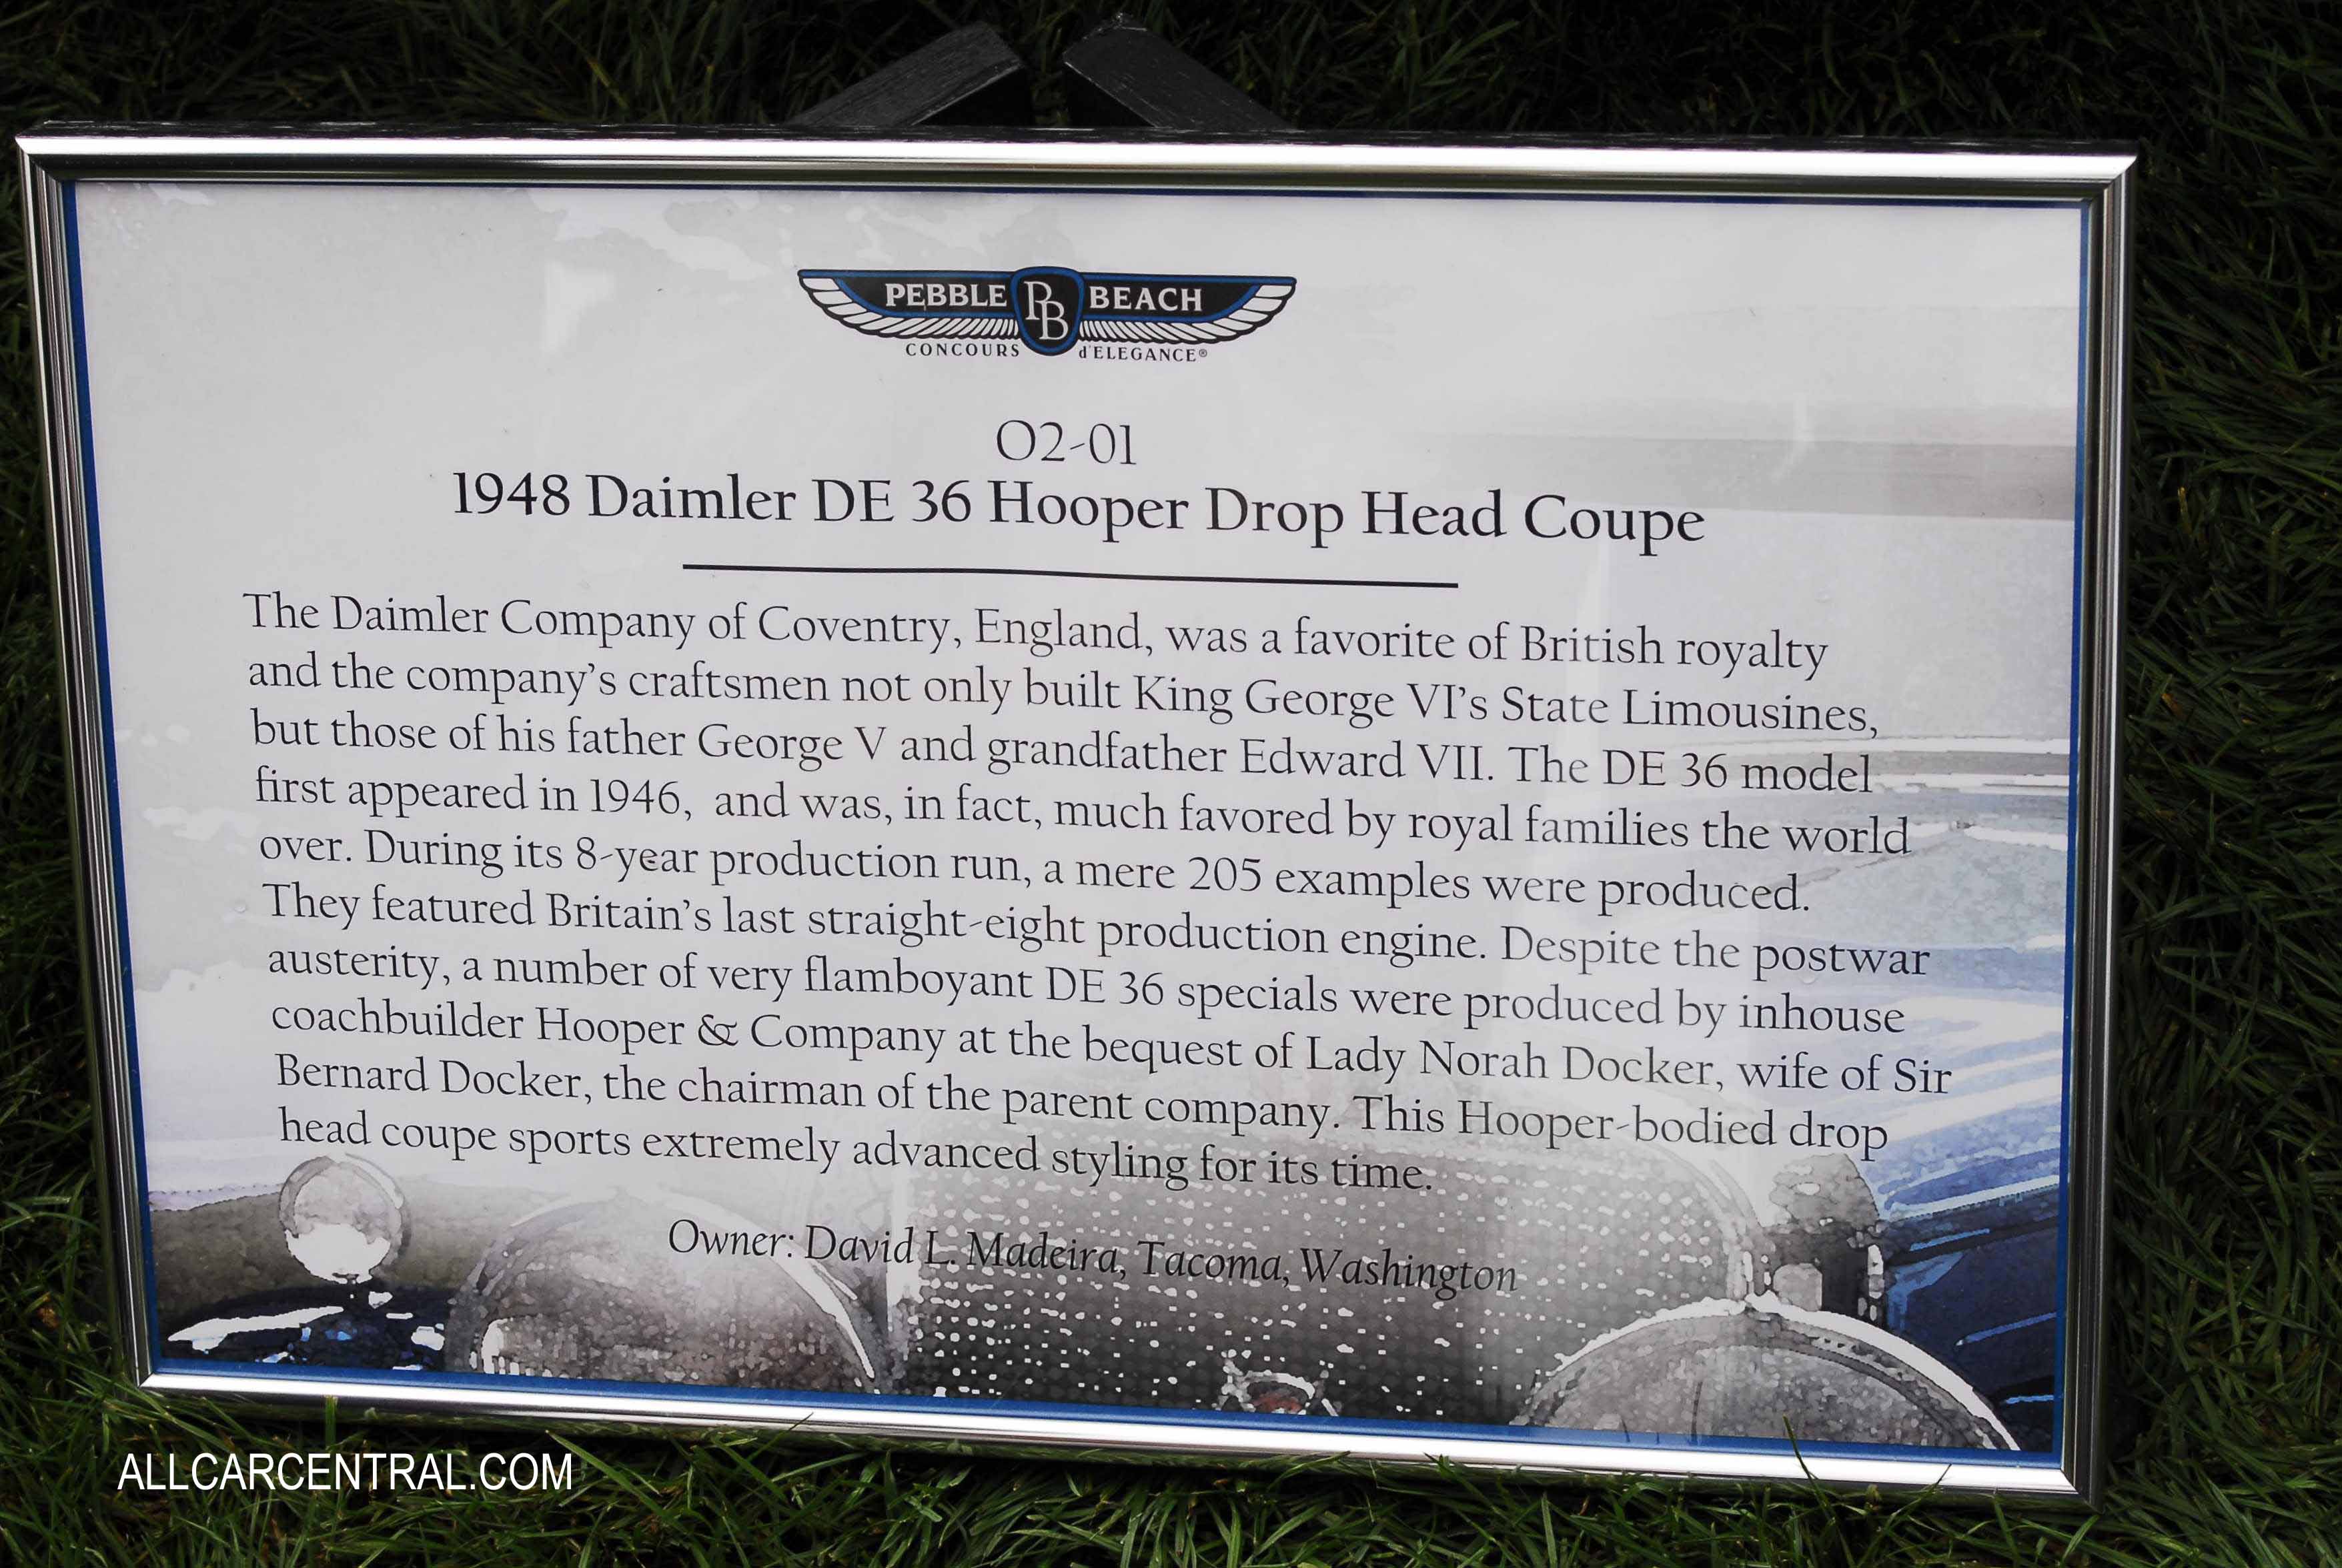 PEBBLE PB BEACH
CONCOURS d'ELEGANCE®
O2-01
1948 Daimler DE 36 Hooper Drop Head Coupe
The Daimler Company of Coventry, England, was a favorite of British royalty
and the company's craftsmen not only built King George VI's State Limousines,
but those of his father George V and grandfather Edward VII. The DE 36 model
first appeared in 1946, and was, in fact, much favored by royal families the world
over. During its 8-year production run, a mere 205 examples were produced.
They featured Britain's last straight-eight production engine. Despite the postwar
austerity, a number of very flamboyant DE 36 specials were produced by inhouse
coachbuilder Hooper & Company at the bequest of Lady Norah Docker, wife of Sir
Bernard Docker, the chairman of the parent company. This Hooper-bodied drop
head coupe sports extremely advanced styling for its time.
Owner: David L. Madeira, Tacoma, Washington
ALLCARCENTRAL.COM